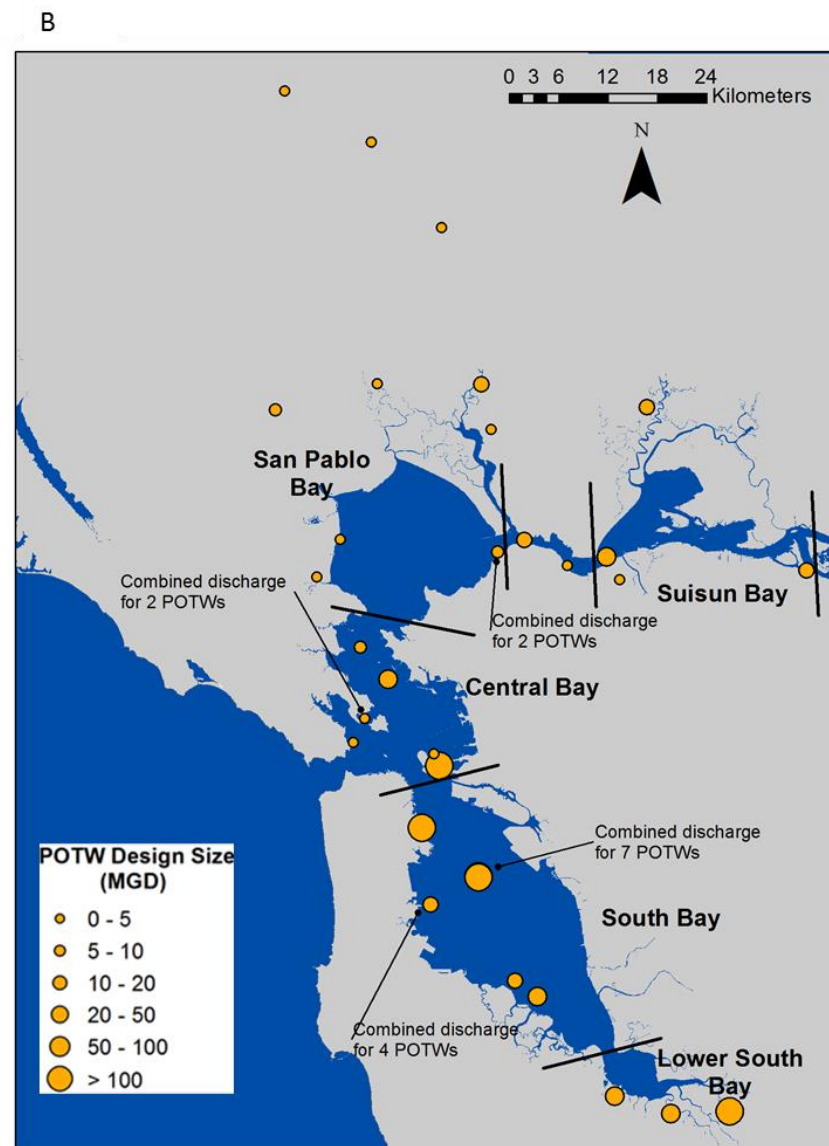 B
0 3 6 12 18 24
Kilometers
N
San Pablo
Bay
Combined discharge
for 2 POTWs
Combined discharge
for 2 POTWs
Suisun Bay
Central Bay
Combined discharge
for 7 POTWs
South Bay
Combined discharge
for 4 POTWs
Lower South
Bay
POTW Design Size
(MGD)
0 - 5
5 - 10
10 - 20
20 - 50
50 - 100
> 100